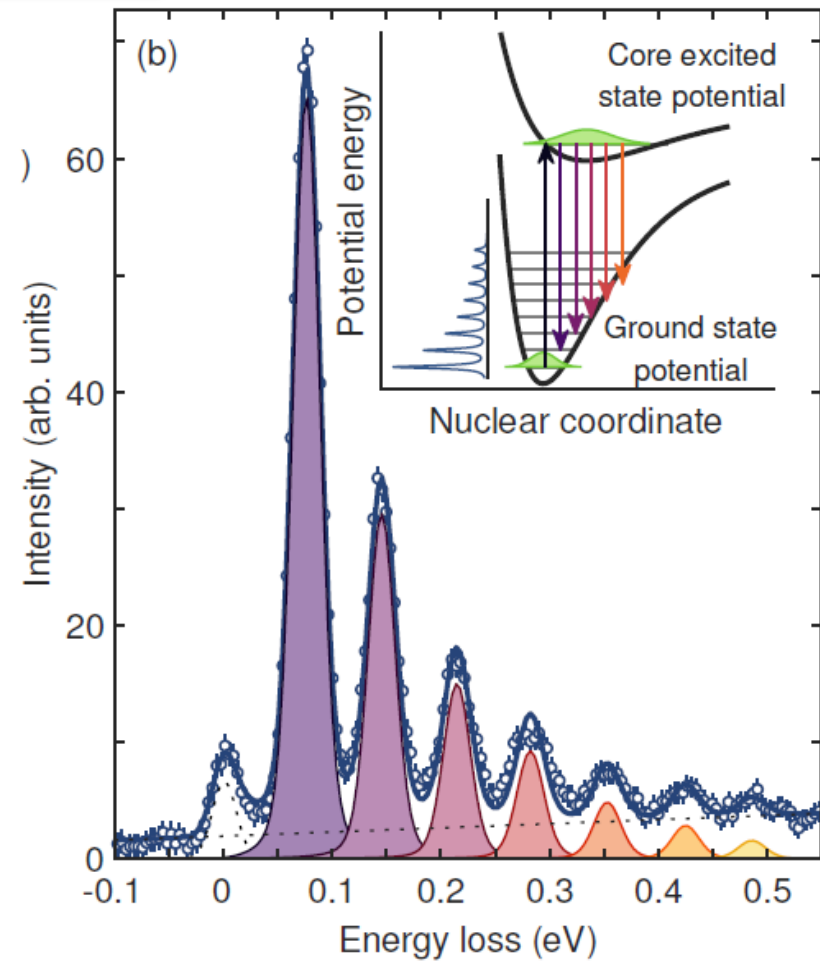 (b)
Core excited
state potential
Potential energy
Ground state
potential
Nuclear coordinate
)
Intensity (arb. units)
60
40
20
0
-0.1
0
0.1
0.2
0.3
0.4
0.5
Energy loss (eV)